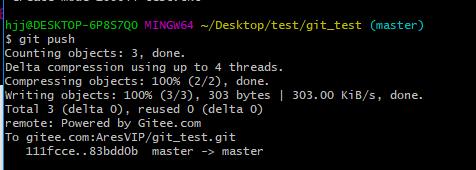 hjj@DESKTOP-6P8S7QO MINGW64 ~/Desktop/test/git_test (master)
$ git push
Counting objects: 3, done.
Delta compression using up to 4 threads.
Compressing objects: 100% (2/2), done.
Writing objects: 100% (3/3), 303 bytes | 303.00 KiB/s, done.
Total 3 (delta 0), reused 0 (delta 0)
remote: Powered by Gitee.com
To gitee.com:AresVIP/git_test.git
   111fcce..83bdd0b  master -> master